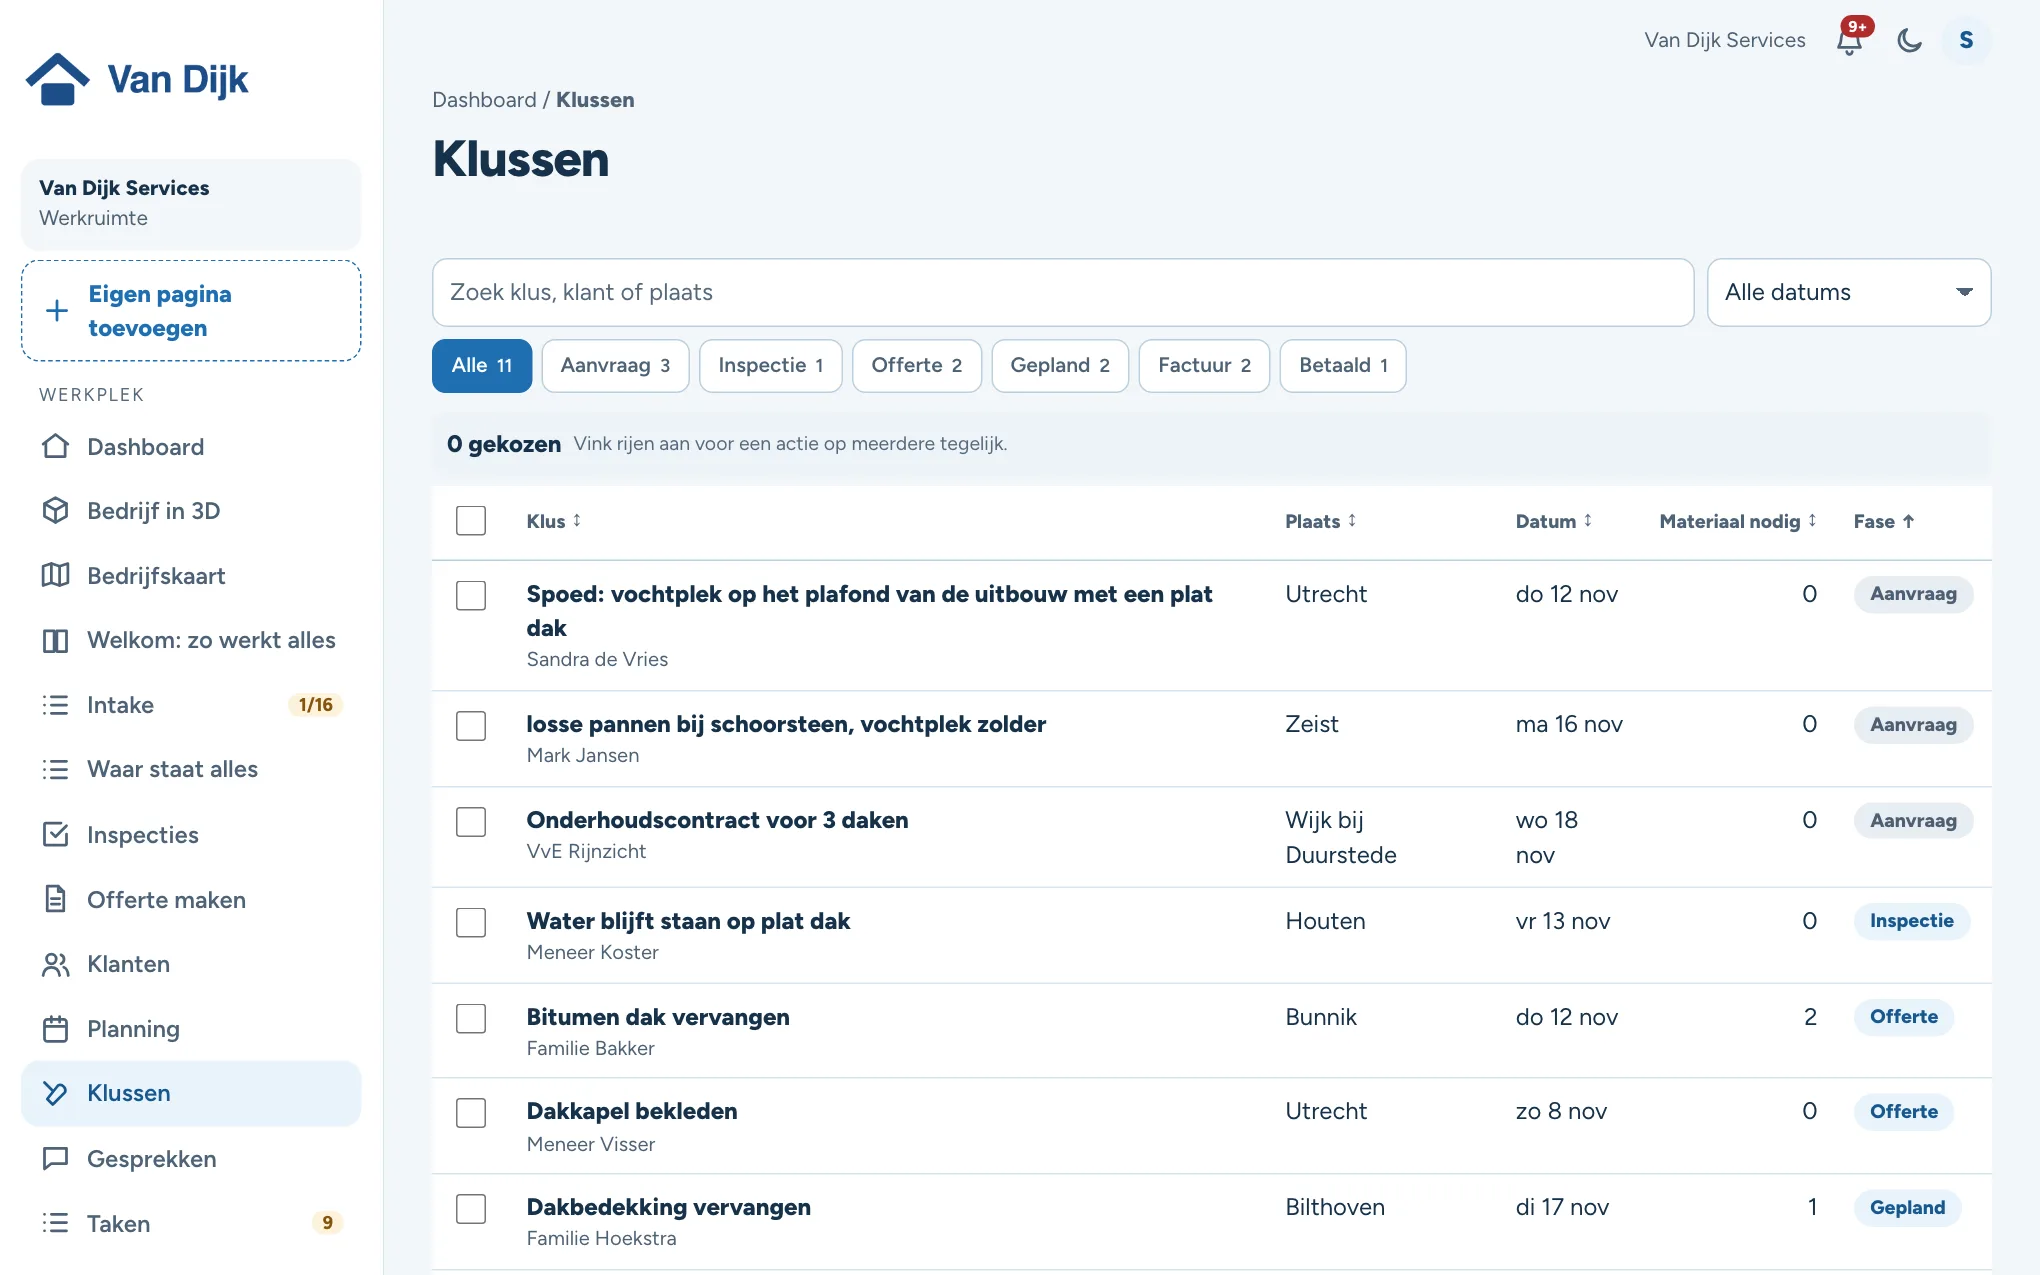 Van Dijk
Van Dijk Services
Werkruimte
Eigen pagina
toevoegen
WERKPLEK
Dashboard
Bedrijf in 3D
Bedrijfskaart
Welkom: zo werkt alles
Intake 1/16
Waar staat alles
Inspecties
Offerte maken
Klanten
Planning
Klussen
Gesprekken
Taken 9
Van Dijk Services 9+ S
Dashboard / Klussen
Klussen
Zoek klus, klant of plaats
Alle datums
Alle 11 Aanvraag 3 Inspectie 1 Offerte 2 Gepland 2 Factuur 2 Betaald 1
0 gekozen Vink rijen aan voor een actie op meerdere tegelijk.
Klus ↕ Plaats ↕ Datum ↕ Materiaal nodig ↕ Fase ↑
Spoed: vochtplek op het plafond van de uitbouw met een plat Utrecht do 12 nov 0 Aanvraag
dak
Sandra de Vries
losse pannen bij schoorsteen, vochtplek zolder Zeist ma 16 nov 0 Aanvraag
Mark Jansen
Onderhoudscontract voor 3 daken Wijk bij wo 18 0 Aanvraag
VvE Rijnzicht Duurstede nov
Water blijft staan op plat dak Houten vr 13 nov 0 Inspectie
Meneer Koster
Bitumen dak vervangen Bunnik do 12 nov 2 Offerte
Familie Bakker
Dakkapel bekleden Utrecht zo 8 nov 0 Offerte
Meneer Visser
Dakbedekking vervangen Bilthoven di 17 nov 1 Gepland
Familie Hoekstra